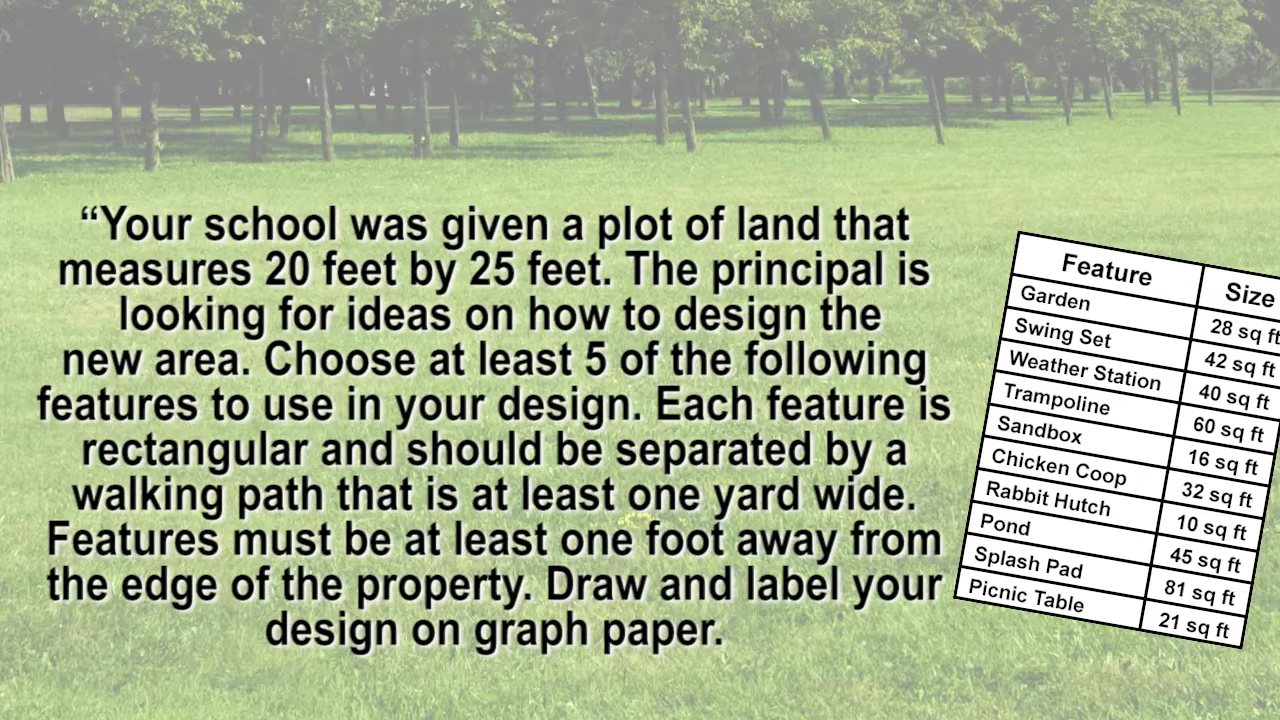 “Your school was given a plot of land that
measures 20 feet by 25 feet. The principal is
looking for ideas on how to design the
new area. Choose at least 5 of the following
features to use in your design. Each feature is
rectangular and should be separated by a
walking path that is at least one yard wide.
Features must be at least one foot away from
the edge of the property. Draw and label your
design on graph paper.
Feature Size
Garden 28 sq ft
Swing Set 42 sq ft
Weather Station 40 sq ft
Trampoline 60 sq ft
Sandbox 16 sq ft
Chicken Coop 32 sq ft
Rabbit Hutch 10 sq ft
Pond 45 sq ft
Splash Pad 81 sq ft
Picnic Table 21 sq ft